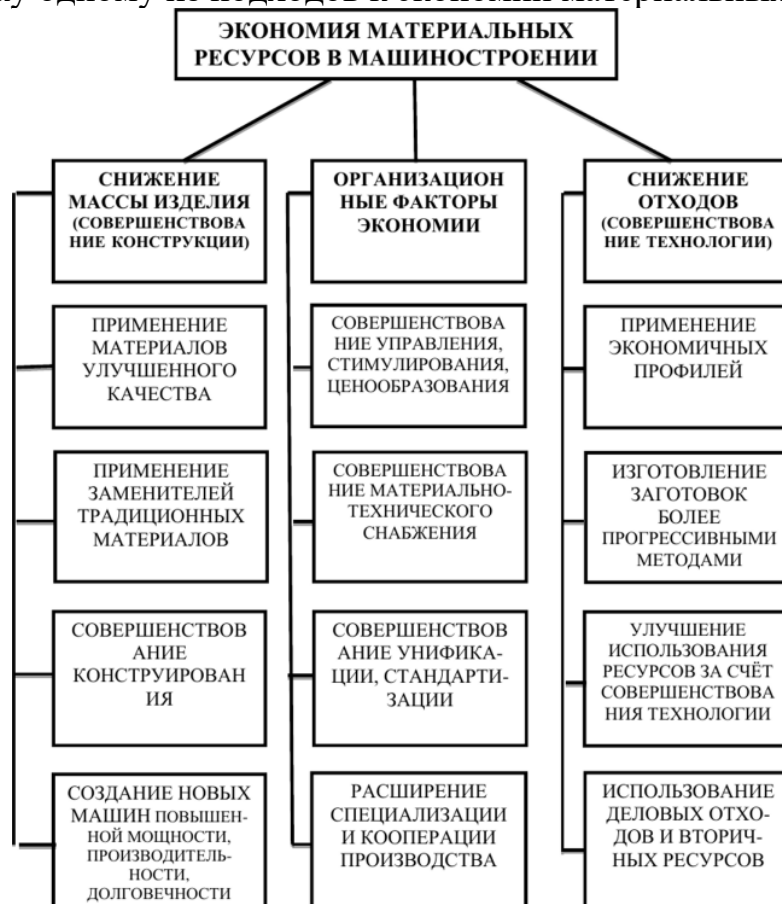 ЭКОНОМИЯ МАТЕРИАЛЬНЫХ
РЕСУРСОВ В МАШИНОСТРОЕНИИ
СНИЖЕНИЕ
МАССЫ ИЗДЕЛИЯ
(СОВЕРШЕНСТВОВА
НИЕ КОНСТРУКЦИИ)
ПРИМЕНЕНИЕ
МАТЕРИАЛОВ
УЛУЧШЕННОГО
КАЧЕСТВА
ПРИМЕНЕНИЕ
ЗАМЕНИТЕЛЕЙ
ТРАДИЦИОННЫХ
МАТЕРИАЛОВ
СОВЕРШЕНСТВОВ
АНИЕ
КОНСТРУИРОВАН
ИЯ
СОЗДАНИЕ НОВЫХ
МАШИН ПОВЫШЕН-
НОЙ МОЩНОСТИ,
ПРОИЗВОДИТЕЛЬ-
НОСТИ,
ДОЛГОВЕЧНОСТИ
ОРГАНИЗАЦИОН
НЫЕ ФАКТОРЫ
ЭКОНОМИИ
СОВЕРШЕНСТВОВА
НИЕ УПРАВЛЕНИЯ,
СТИМУЛИРОВАНИЯ,
ЦЕНООБРАЗОВАНИЯ
СОВЕРШЕНСТВОВА
НИЕ МАТЕРИАЛЬНО-
ТЕХНИЧЕСКОГО
СНАБЖЕНИЯ
СОВЕРШЕНСТВОВ
АНИЕ УНИФИКА-
ЦИИ, СТАНДАРТИ-
ЗАЦИИ
РАСШИРЕНИЕ
СПЕЦИАЛИЗАЦИИ
И КООПЕРАЦИИ
ПРОИЗВОДСТВА
СНИЖЕНИЕ
ОТХОДОВ
(СОВЕРШЕНСТВОВА
НИЕ ТЕХНОЛОГИИ)
ПРИМЕНЕНИЕ
ЭКОНОМИЧНЫХ
ПРОФИЛЕЙ
ИЗГОТОВЛЕНИЕ
ЗАГОТОВОК
БОЛЕЕ
ПРОГРЕССИВНЫМИ
МЕТОДАМИ
УЛУЧШЕНИЕ
ИСПОЛЬЗОВАНИЯ
РЕСУРСОВ ЗА СЧЁТ
СОВЕРШЕНСТВОВА
НИЯ ТЕХНОЛОГИИ
ИСПОЛЬЗОВАНИЕ
ДЕЛОВЫХ ОТХО-
ДОВ И ВТОРИЧ-
НЫХ РЕСУРСОВ